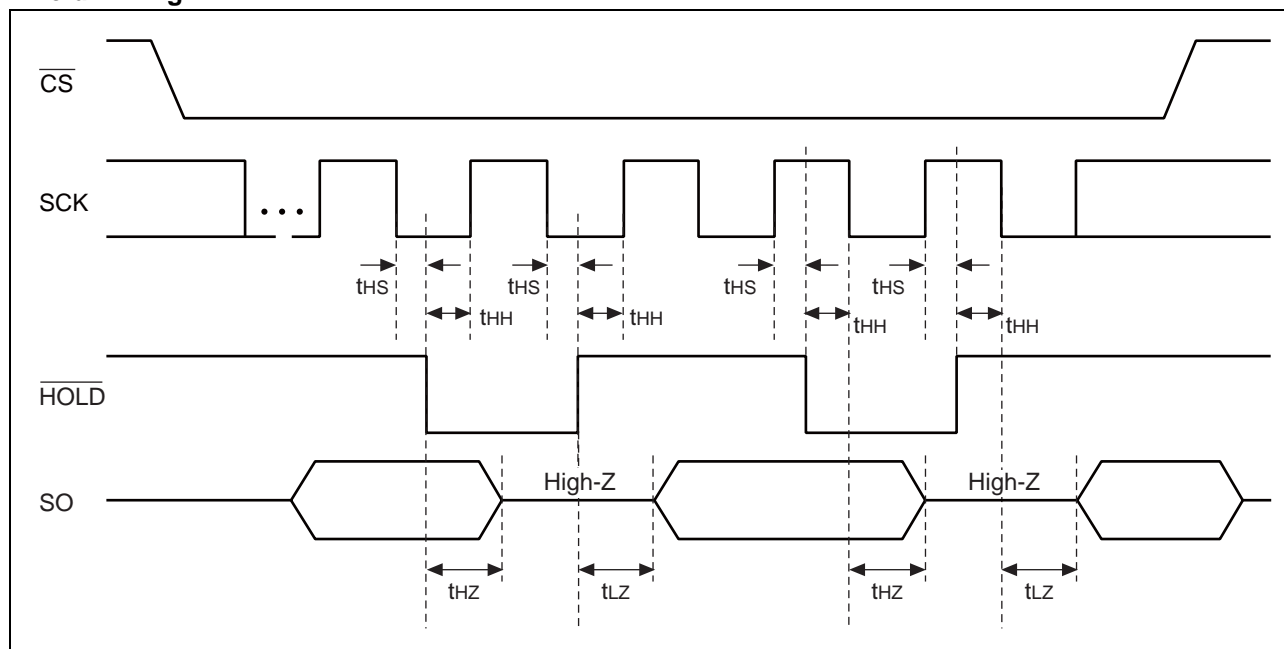 CS
SCK
...
tHS tHS tHS tHS
tHH tHH tHH tHH
HOLD
High-Z High-Z
SO
tHZ tLZ tHZ tLZ